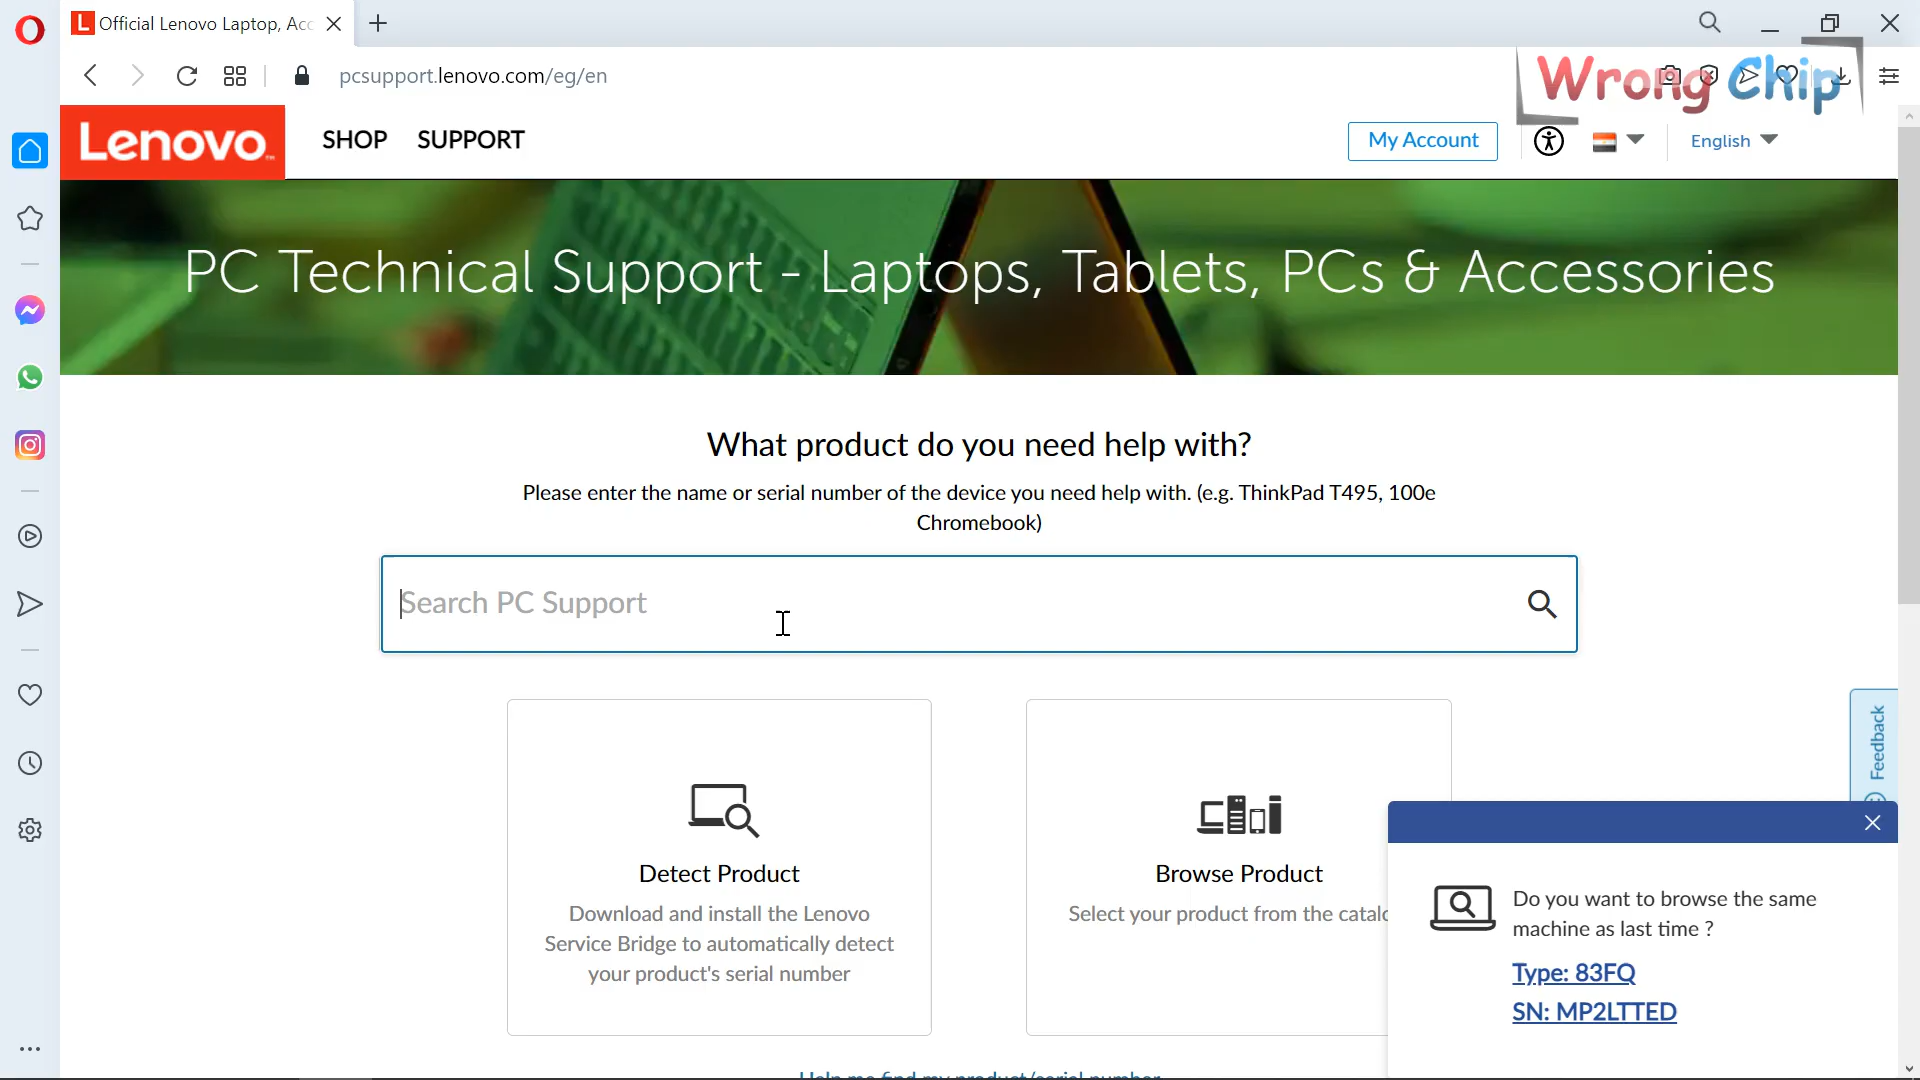 Official Lenovo Laptop, Acc
pcsupport.lenovo.com/eg/en
Wrong Chip
Lenovo™
SHOP SUPPORT
My Account
English
PC Technical Support - Laptops, Tablets, PCs & Accessories
What product do you need help with?
Please enter the name or serial number of the device you need help with. (e.g. ThinkPad T495, 100e
Chromebook)
Search PC Support
Feedback
Detect Product
Download and install the Lenovo
Service Bridge to automatically detect
your product's serial number
Browse Product
Select your product from the catalo
Do you want to browse the same
machine as last time ?
Type: 83FQ
SN: MP2LTTED
Help me find my product/serial number